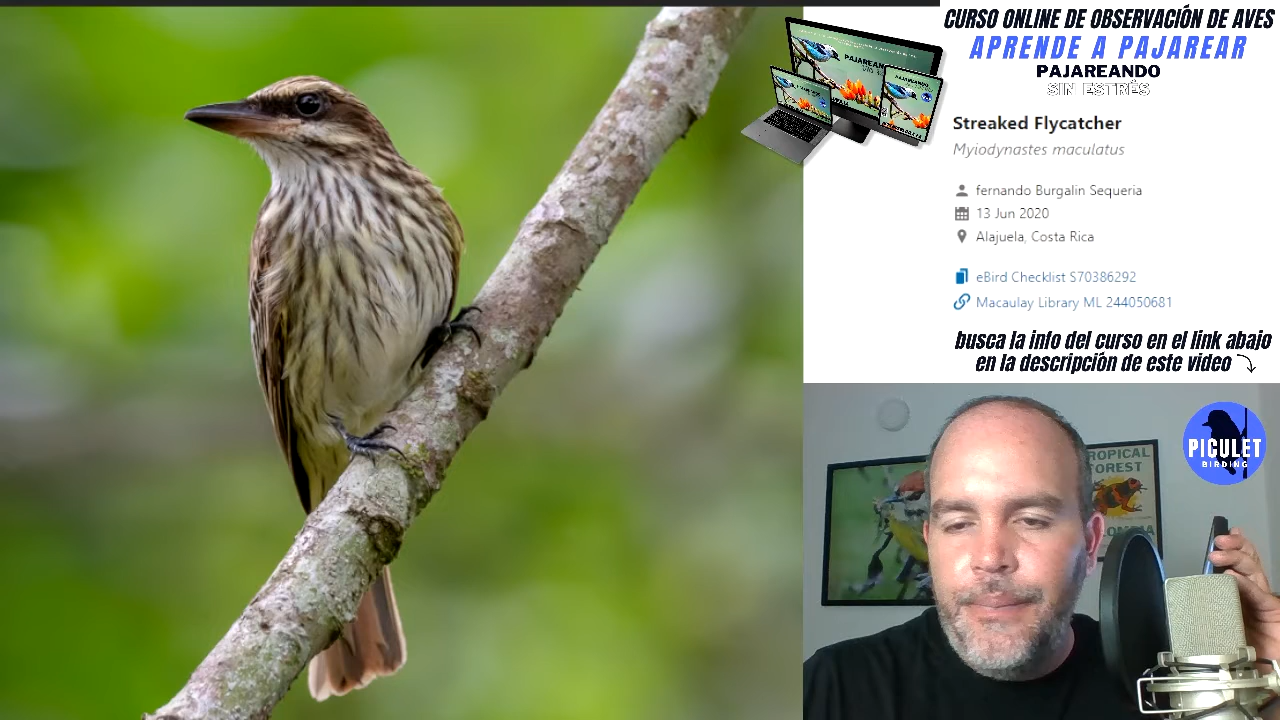 CURSO ONLINE DE OBSERVACIÓN DE AVES
APRENDE A PAJAREAR
PAJAREANDO
SIN ESTRÉS
Streaked Flycatcher
Myiodynastes maculatus
fernando Burgalin Sequeria
13 Jun 2020
Alajuela, Costa Rica
eBird Checklist S70386292
Macaulay Library ML 244050681
busca la info del curso en el link abajo
en la descripción de este video
PICULET
BIRDING
TROPICAL
FOREST